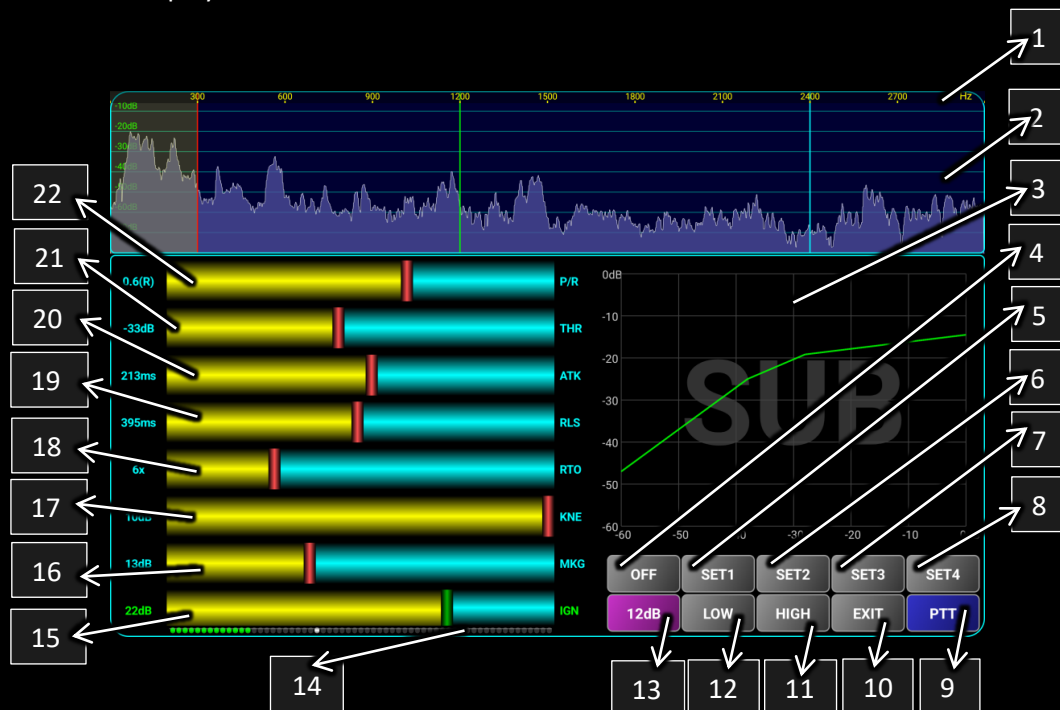 1
300 600 900 1200 1500 1800 2100 2400 2700 Hz
-10dB
2
-20dB
-30dB
3
22
4
0.6(R) P/R
0dB
21
-33dB THR
-10
5
20
213ms ATK
-20
6
19
395ms RLS
-30
SUB
7
18
6x RTO
-40
17
10dB KNE
-50
8
-60
-60 -50 -20 -10
16
13dB MKG
OFF SET1 SET2 SET3 SET4
15
22dB IGN
12dB LOW HIGH EXIT PTT
14 13 12 11 10 9